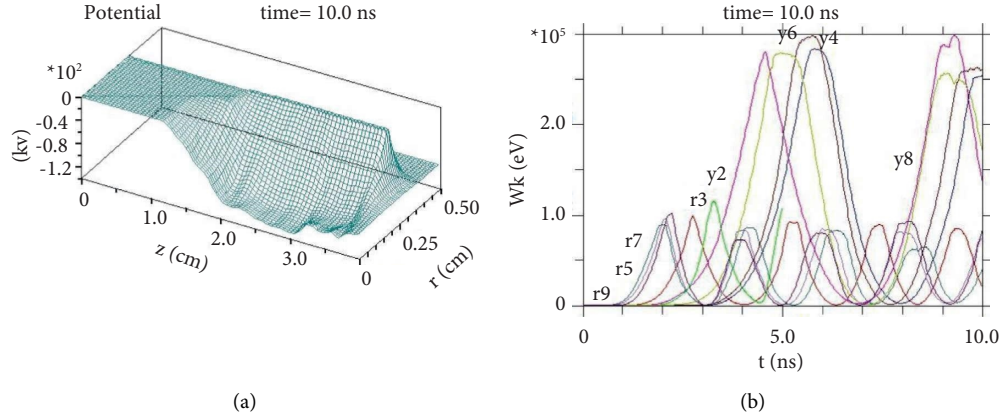 Potential
time= 10.0 ns
*10²
0
-0.4
-0.8
-1.2
(kv)
0
1.0
2.0
3.0
z (cm)
0
0.25
0.50
r (cm)
(a)
time= 10.0 ns
*10⁵
2.0
1.0
0
Wk (eV)
y6
y4
y8
y2
r3
r7
r5
r9
0
5.0
10.0
t (ns)
(b)